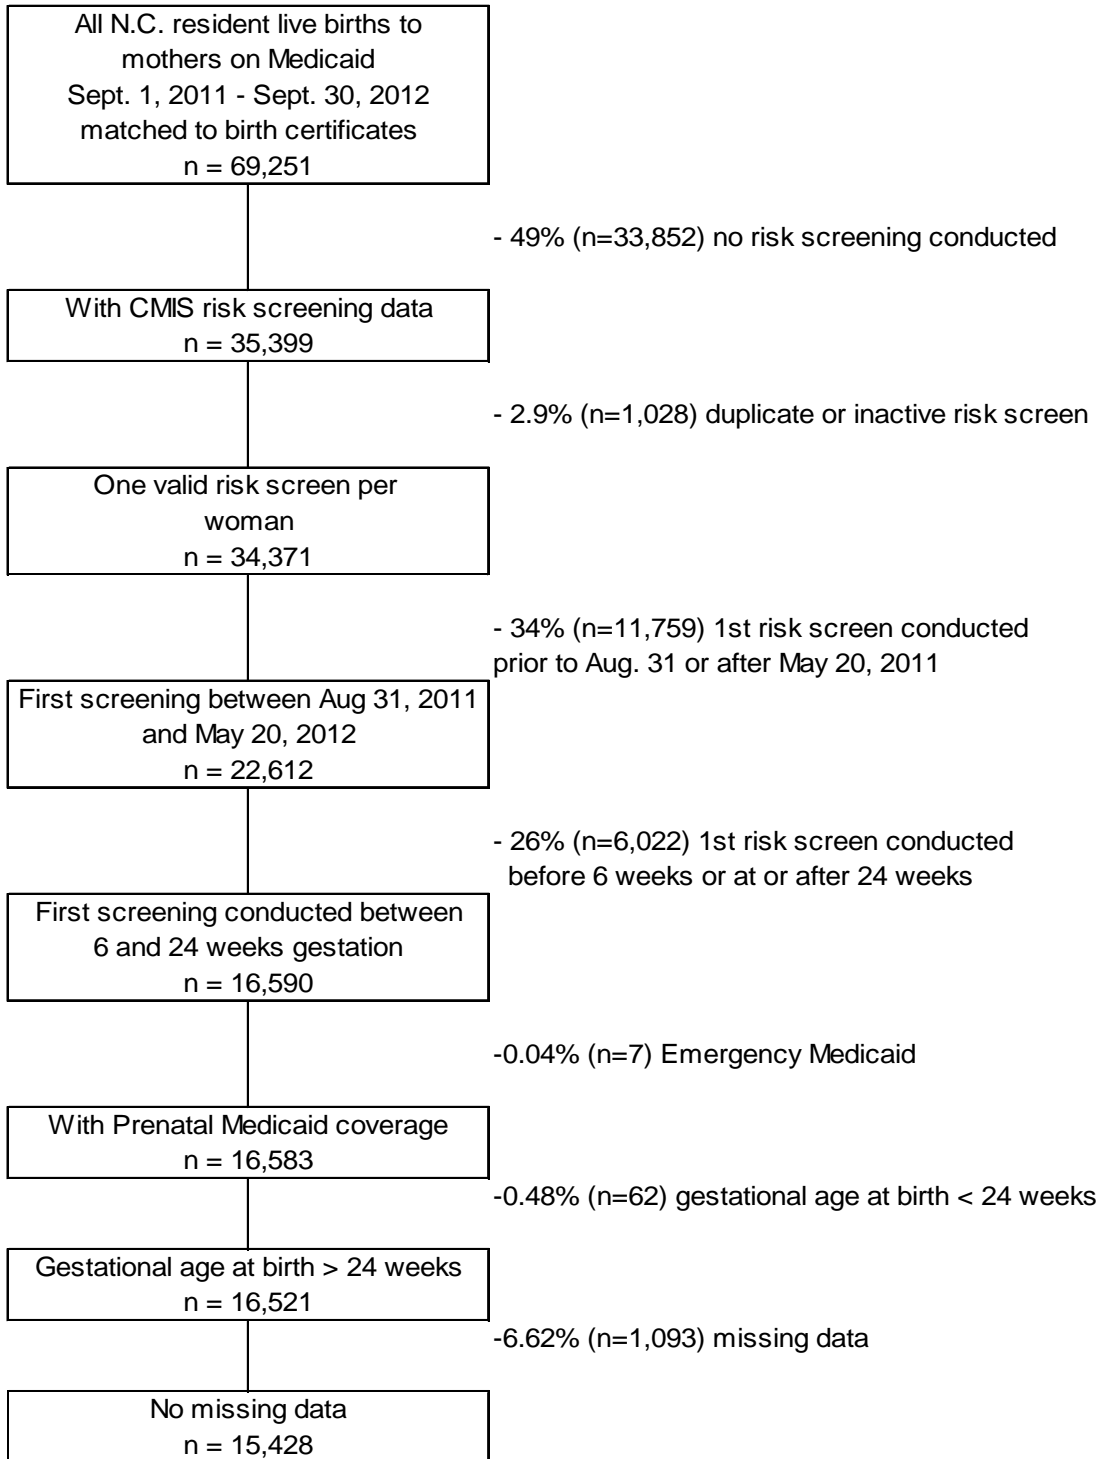 All N.C. resident live births to
mothers on Medicaid
Sept. 1, 2011 - Sept. 30, 2012
matched to birth certificates
n = 69,251
- 49% (n=33,852) no risk screening conducted
With CMIS risk screening data
n = 35,399
- 2.9% (n=1,028) duplicate or inactive risk screen
One valid risk screen per
woman
n = 34,371
- 34% (n=11,759) 1st risk screen conducted
prior to Aug. 31 or after May 20, 2011
First screening between Aug 31, 2011
and May 20, 2012
n = 22,612
- 26% (n=6,022) 1st risk screen conducted
before 6 weeks or at or after 24 weeks
First screening conducted between
6 and 24 weeks gestation
n = 16,590
-0.04% (n=7) Emergency Medicaid
With Prenatal Medicaid coverage
n = 16,583
-0.48% (n=62) gestational age at birth < 24 weeks
Gestational age at birth > 24 weeks
n = 16,521
-6.62% (n=1,093) missing data
No missing data
n = 15,428